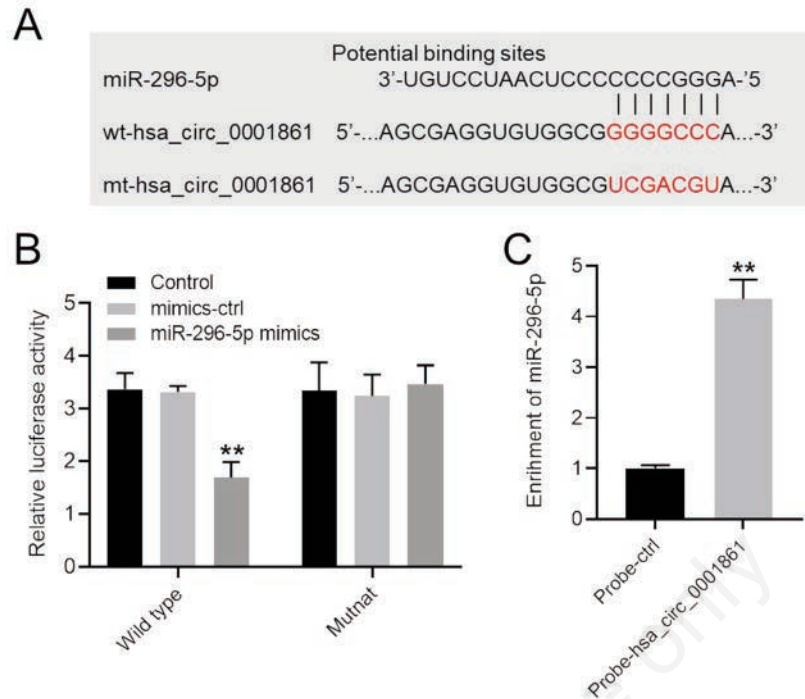 A
Potential binding sites
miR-296-5p 3'-UGUCCUAACUCCCCCCCGGGA-'5
wt-hsa_circ_0001861 5'-...AGCGAGGUGUGGCGGGGGCCCA...-3'
mt-hsa_circ_0001861 5'-...AGCGAGGUGUGGCGUCGACGUA...-3'
B
Control
mimics-ctrl
miR-296-5p mimics
Relative luciferase activity
5
4
3
2
1
0
**
Wild type
Mutnat
C
Enrihment of miR-296-5p
5
4
3
2
1
0
**
Probe-ctrl
Probe-hsa_circ_0001861
only